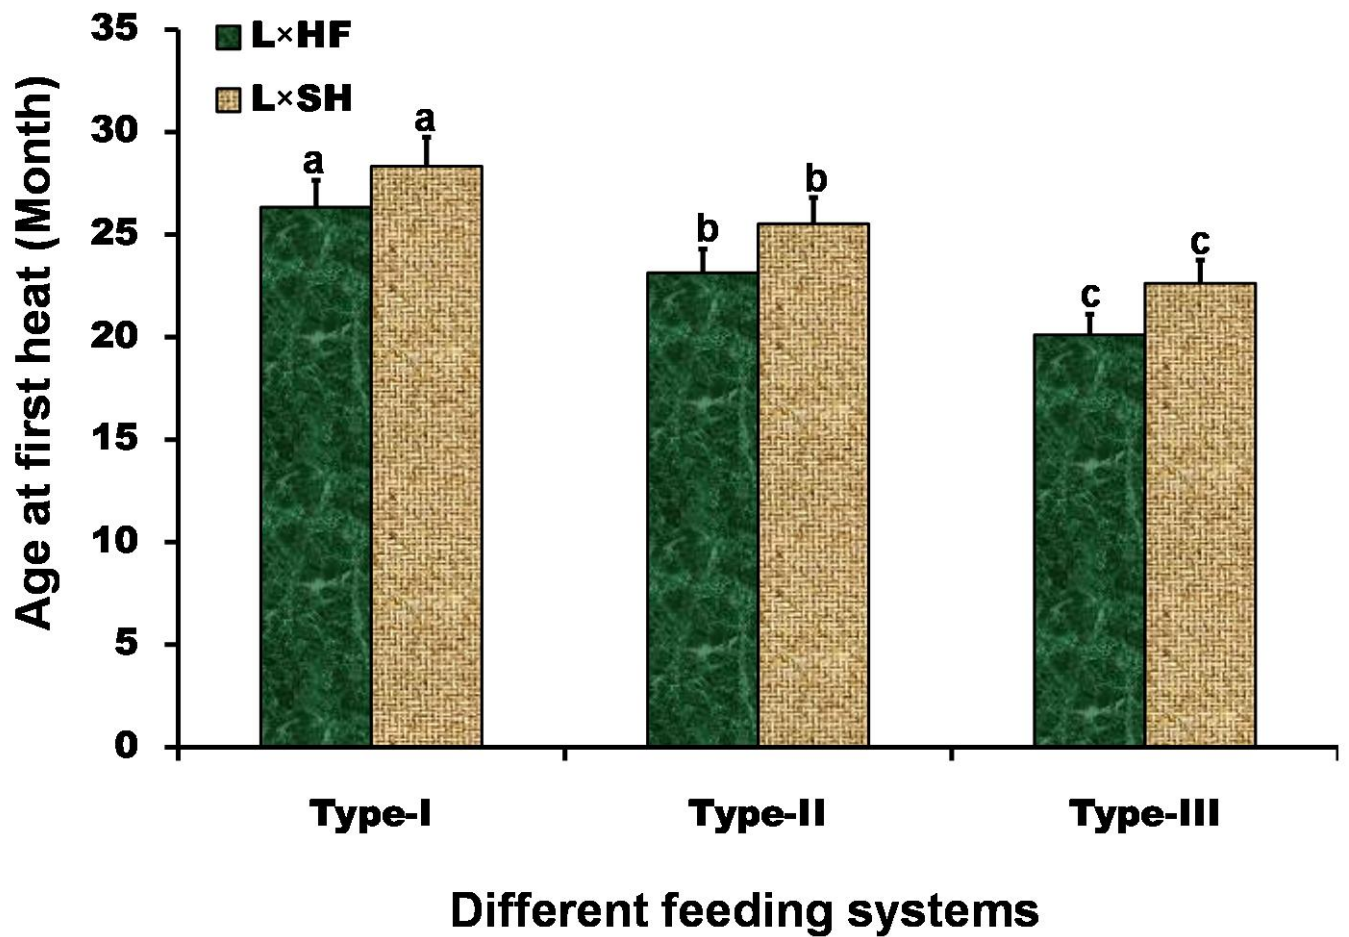 35
30
25
20
15
10
5
0
Age at first heat (Month)
L×HF
L×SH
a
a
b
b
c
c
Type-I
Type-II
Type-III
Different feeding systems